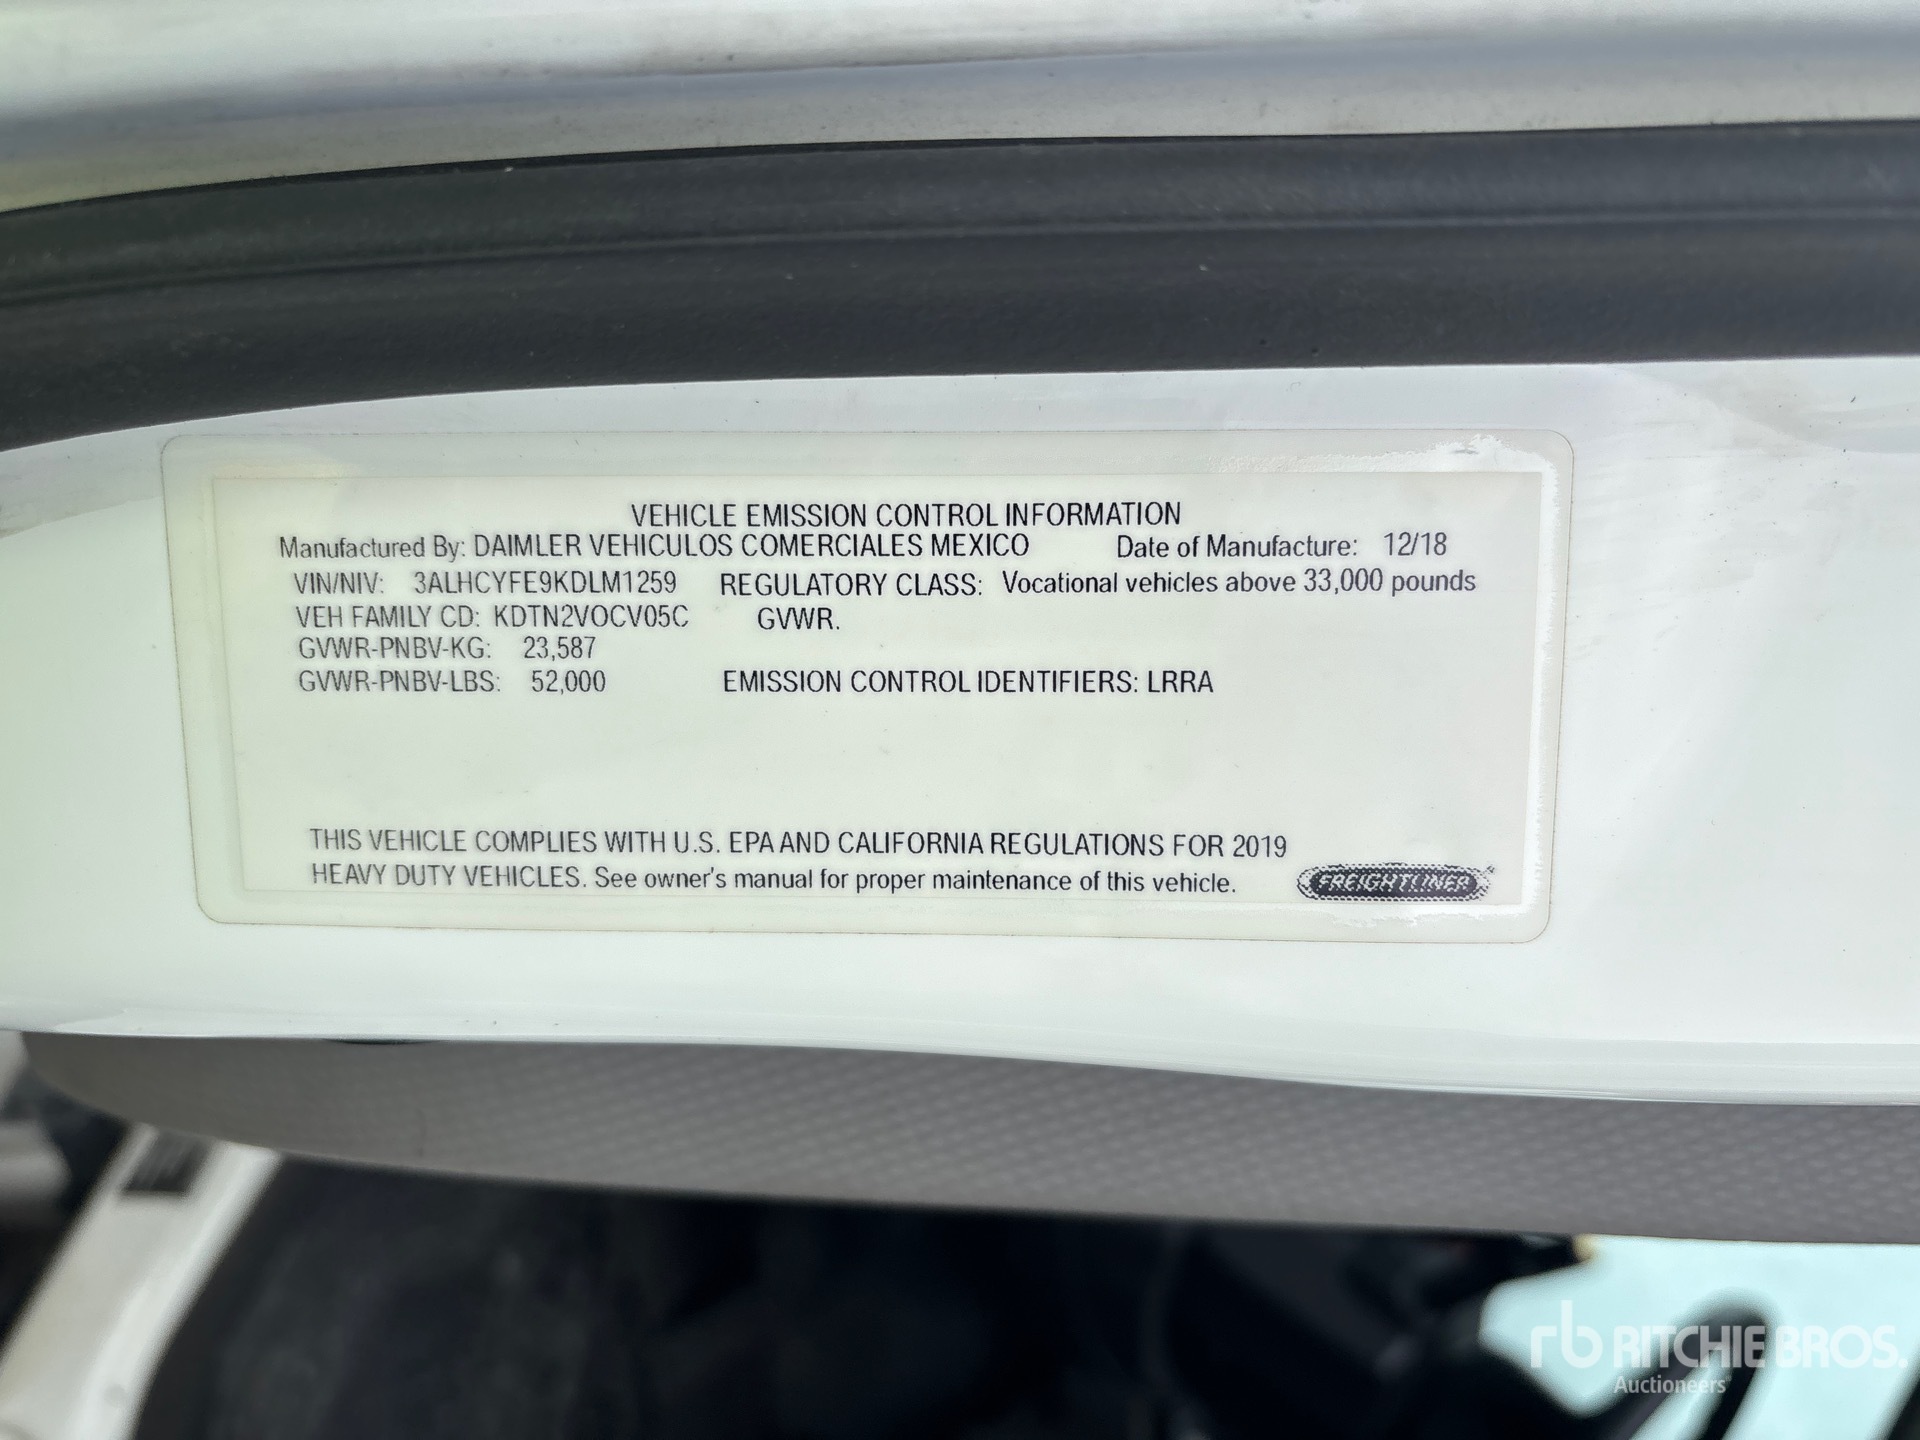 VEHICLE EMISSION CONTROL INFORMATION
Manufactured By: DAIMLER VEHICULOS COMERCIALES MEXICO Date of Manufacture: 12/18
VIN/NIV: 3ALHCYFE9KDLM1259 REGULATORY CLASS: Vocational vehicles above 33,000 pounds
VEH FAMILY CD: KDTN2VOCV05C GVWR.
GVWR-PNBV-KG: 23,587
GVWR-PNBV-LBS: 52,000 EMISSION CONTROL IDENTIFIERS: LRRA
THIS VEHICLE COMPLIES WITH U.S. EPA AND CALIFORNIA REGULATIONS FOR 2019
HEAVY DUTY VEHICLES. See owner's manual for proper maintenance of this vehicle.
FREIGHTLINER
rb RITCHIE BROS.
Auctioneers